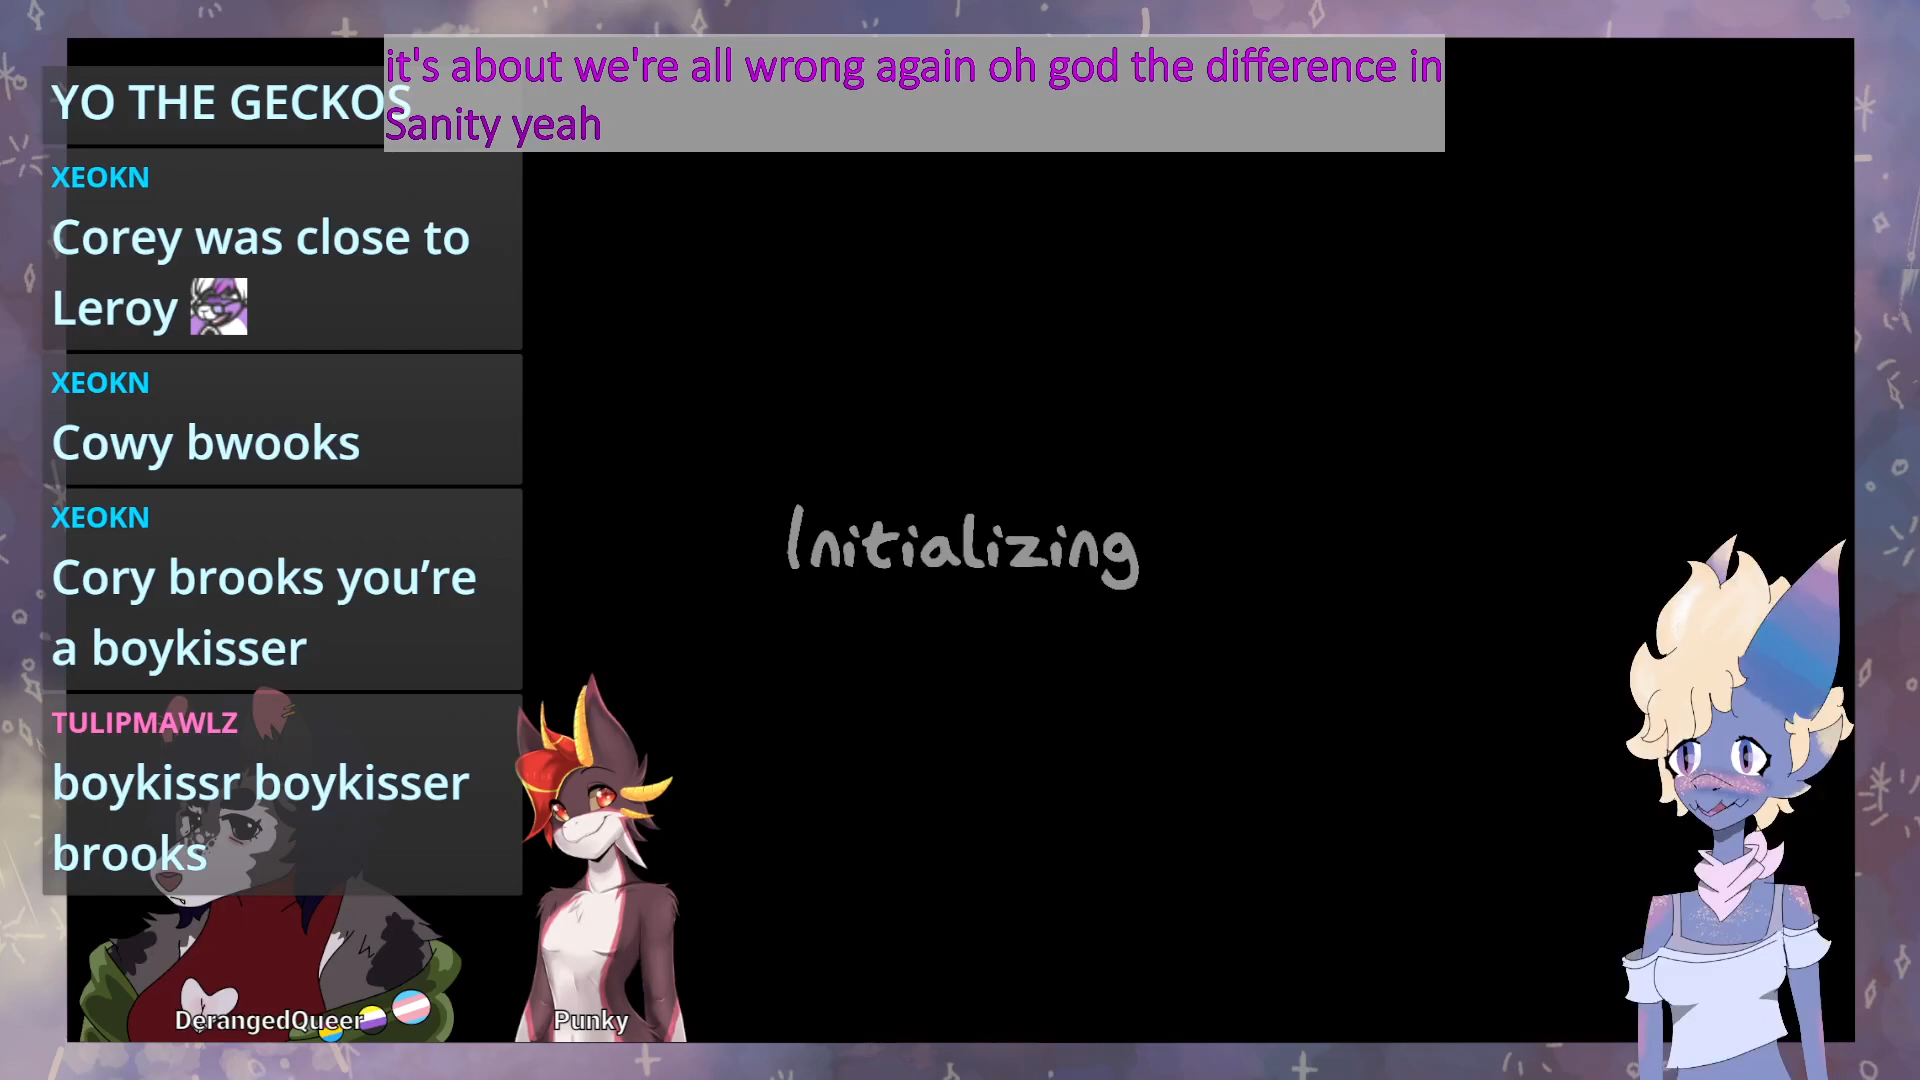 it's about we're all wrong again oh god the difference in
Sanity yeah
YO THE GECKOS
XEOKN
Corey was close to
Leroy
XEOKN
Cowy bwooks
XEOKN
Cory brooks you’re
a boykisser
TULIPMAWLZ
boykissr boykisser
brooks
Initializing
DerangedQueer
Punky